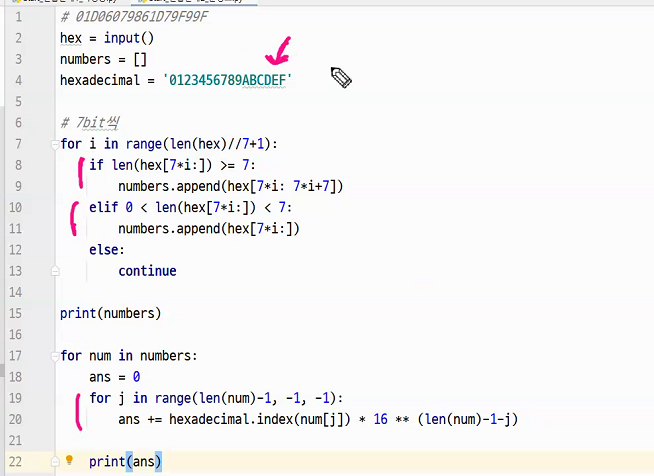 1 # 01D06079861D79F99F
2 hex = input()
3 numbers = []
4 hexadecimal = '0123456789ABCDEF'
5
6 # 7bit씩
7 for i in range(len(hex)//7+1):
8 if len(hex[7*i:]) >= 7:
9 numbers.append(hex[7*i: 7*i+7])
10 elif 0 < len(hex[7*i:]) < 7:
11 numbers.append(hex[7*i:])
12 else:
13 continue
14
15 print(numbers)
16
17 for num in numbers:
18 ans = 0
19 for j in range(len(num)-1, -1, -1):
20 ans += hexadecimal.index(num[j]) * 16 ** (len(num)-1-j)
21
22 print(ans)